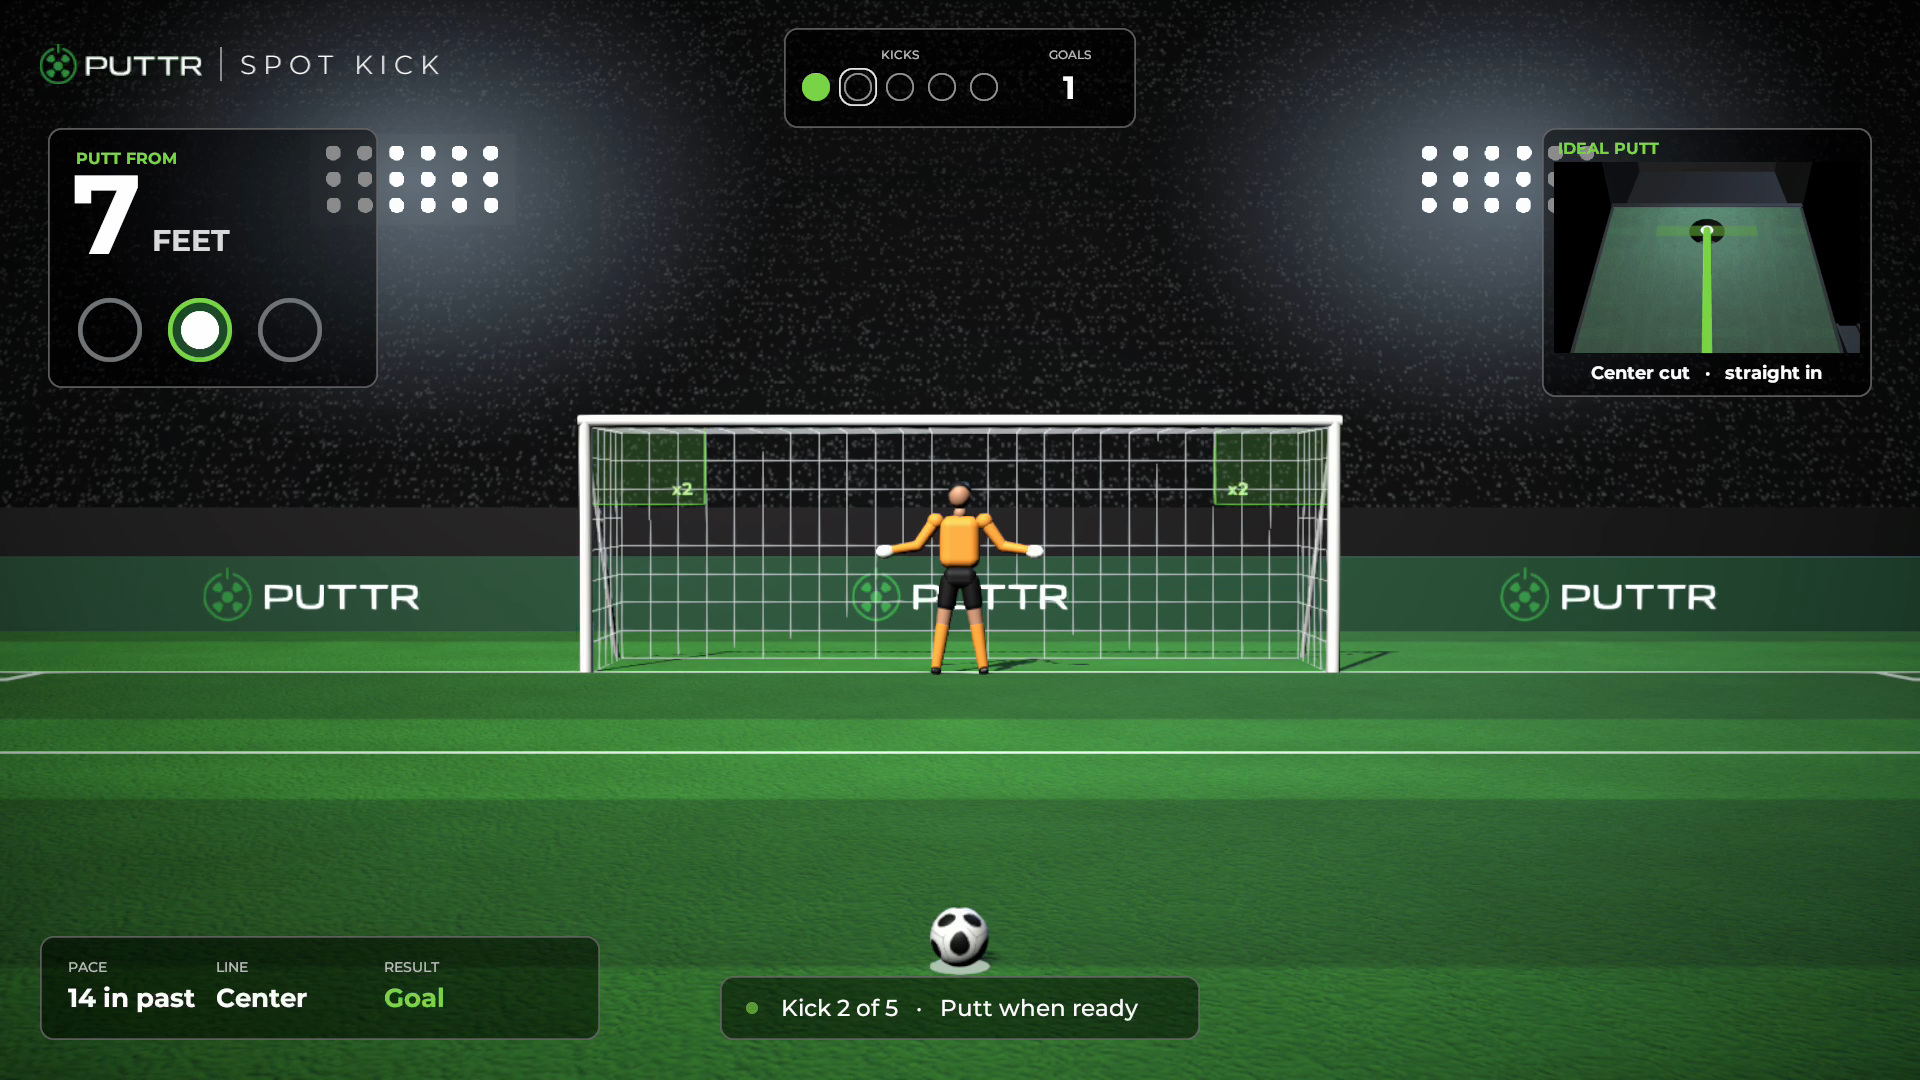 PUTTR SPOT KICK
KICKS GOALS
1
PUTT FROM
7 FEET
IDEAL PUTT
Center cut · straight in
x2 x2
PUTTR PUTTR PUTTR
PACE LINE RESULT
14 in past Center Goal
Kick 2 of 5 · Putt when ready